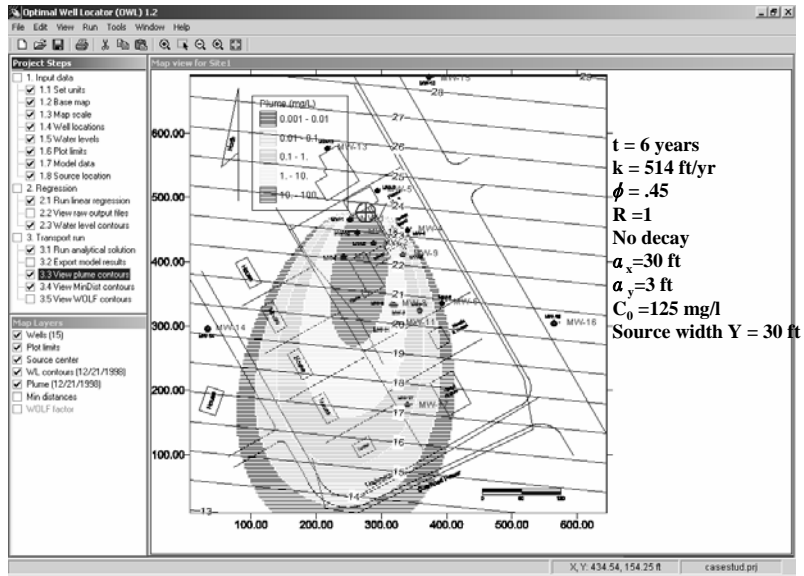 Optimal Well Locator (OWL) 1.2
File Edit View Run Tools Window Help
Project Steps
1. Input data
1.1 Set units
1.2 Base map
1.3 Map scale
1.4 Well locations
1.5 Water levels
1.6 Plot limits
1.7 Model data
1.8 Source location
2. Regression
2.1 Run linear regression
2.2 View raw output files
2.3 Water level contours
3. Transport run
3.1 Run analytical solution
3.2 Export model results
3.3 View plume contours
3.4 View MinDist contours
3.5 View WOLF contours
Map Layers
Wells (15)
Plot limits
Source center
WL contours (12/21/1998)
Plume (12/21/1998)
Min distances
WOLF factor
Map view for Site1
Plume (mg/L)
0.001 - 0.01
0.01 - 0.1
0.1 - 1.
1. - 10.
10. - 100.
600.00
500.00
400.00
300.00
200.00
100.00
100.00 200.00 300.00 400.00 500.00 600.00
MW-15
MW-13
MW-5
MW-9
MW-11
MW-14
MW-16
29
28
27
26
25
24
22
21
20
19
18
17
16
15
14
13
t = 6 years
k = 514 ft/yr
ϕ = .45
R =1
No decay
αx=30 ft
αy=3 ft
C0 =125 mg/l
Source width Y = 30 ft
X, Y: 434.54, 154.25 ft
casestud.prj